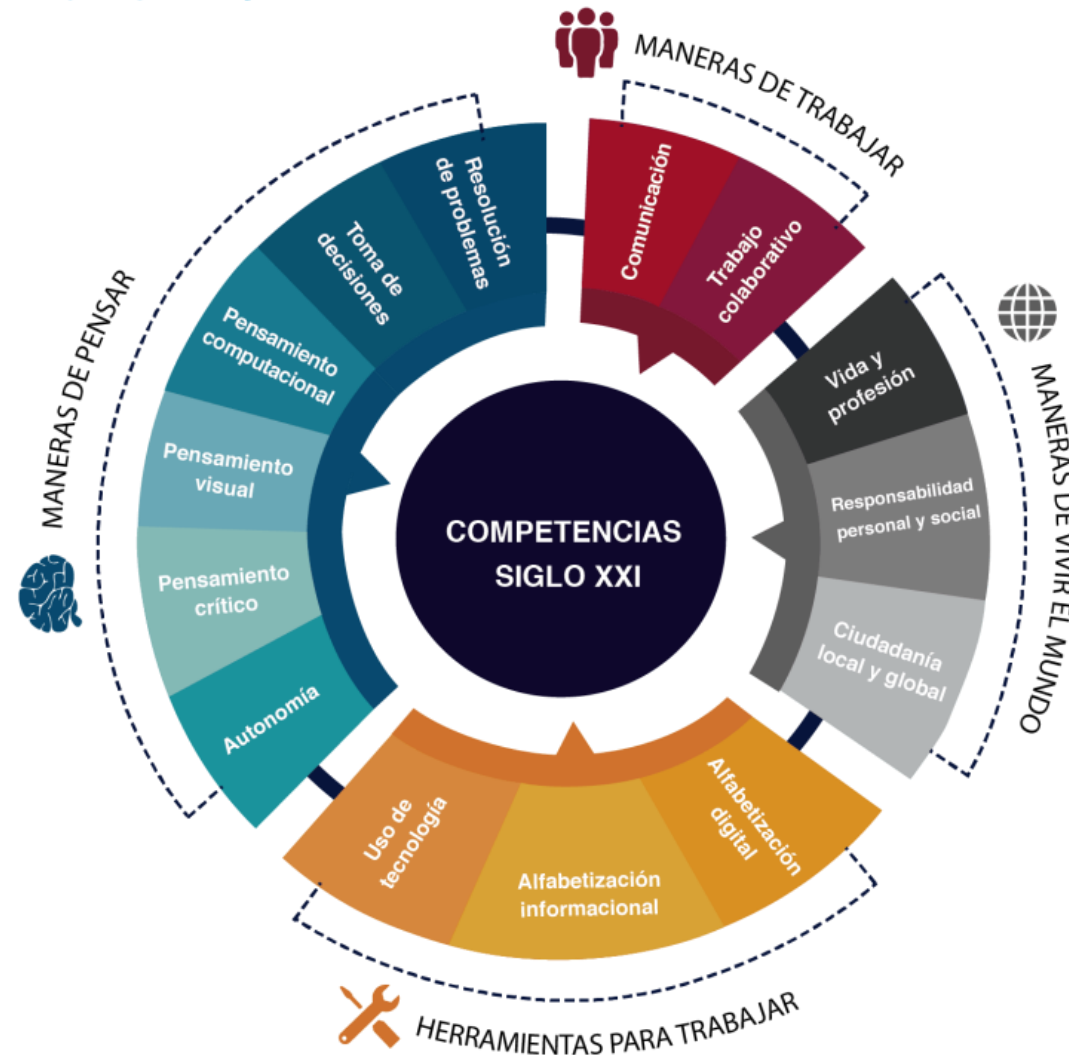 MANERAS DE TRABAJAR
Comunicación
Trabajo
colaborativo
MANERAS DE VIVIR EL MUNDO
Vida y
profesión
Responsabilidad
personal y social
Ciudadanía
local y global
HERRAMIENTAS PARA TRABAJAR
Alfabetización
digital
Alfabetización
informacional
Uso de
tecnología
MANERAS DE PENSAR
Autonomía
Pensamiento
crítico
Pensamiento
visual
Pensamiento
computacional
Toma de
decisiones
Resolución
de problemas
COMPETENCIAS
SIGLO XXI